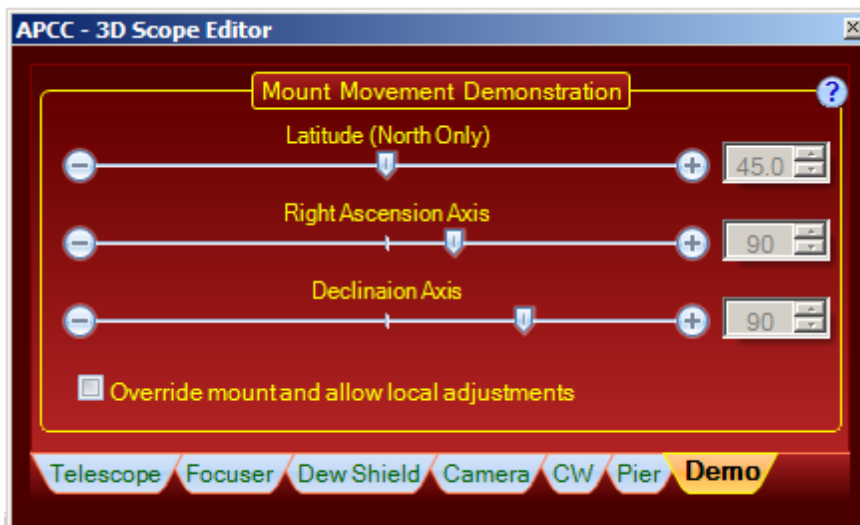 APCC - 3D Scope Editor
Mount Movement Demonstration
?
Latitude (North Only)
45.0
Right Ascension Axis
90
Declinaion Axis
90
Override mount and allow local adjustments
Telescope Focuser Dew Shield Camera CW Pier Demo